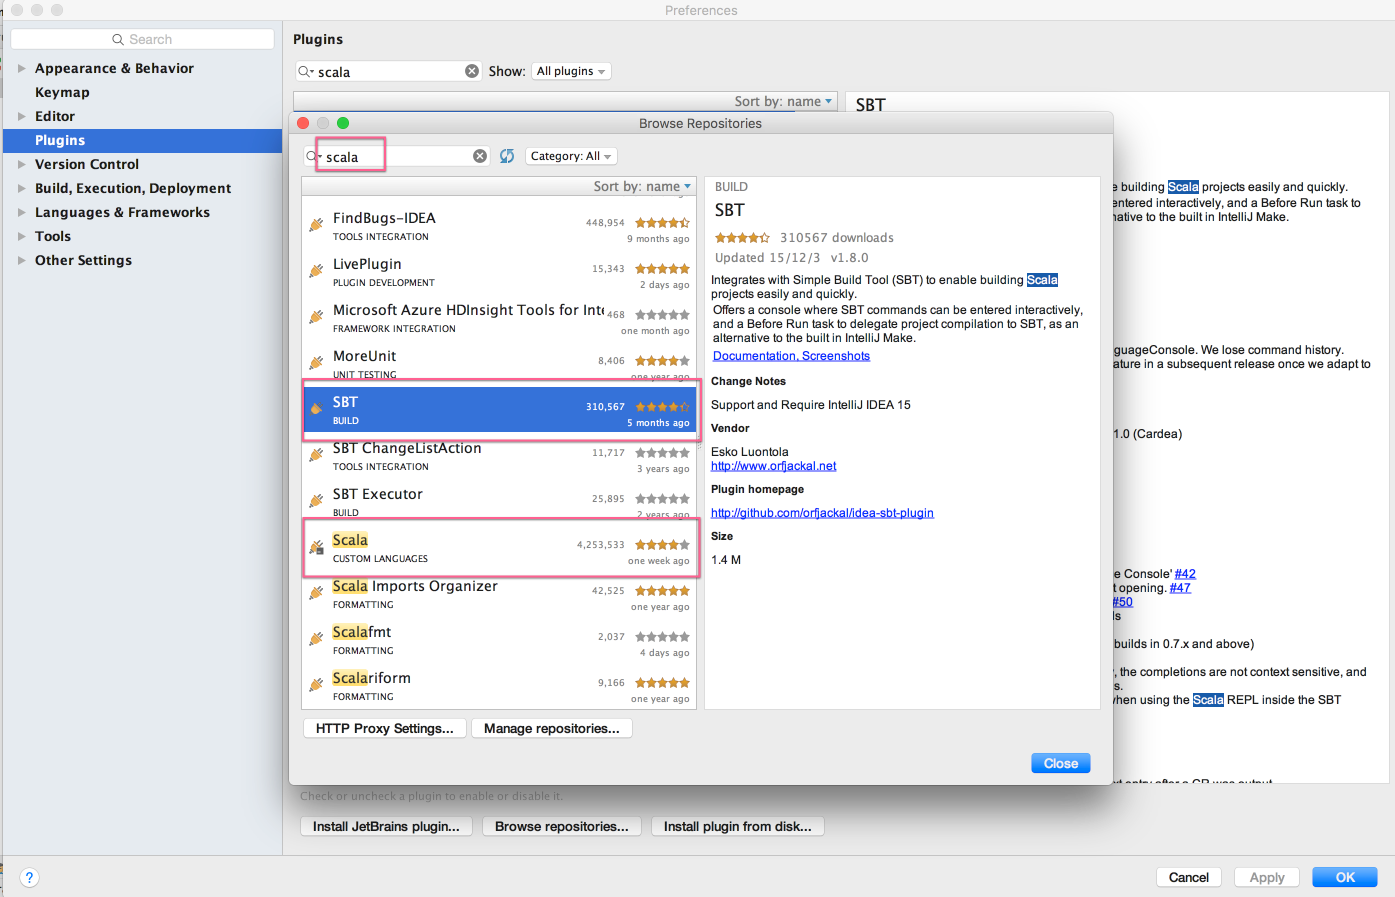 Preferences
Search
Appearance & Behavior
Keymap
Editor
Plugins
Version Control
Build, Execution, Deployment
Languages & Frameworks
Tools
Other Settings
Plugins
scala
Show: All plugins
Sort by: name
SBT
Browse Repositories
scala
Category: All
Sort by: name
FindBugs-IDEA
448,954
TOOLS INTEGRATION
9 months ago
LivePlugin
15,343
PLUGIN DEVELOPMENT
2 days ago
Microsoft Azure HDInsight Tools for Inte
468
FRAMEWORK INTEGRATION
one month ago
MoreUnit
8,406
UNIT TESTING
one year ago
SBT
310,567
BUILD
5 months ago
SBT ChangeListAction
11,717
TOOLS INTEGRATION
3 years ago
SBT Executor
25,895
BUILD
2 years ago
Scala
4,253,533
CUSTOM LANGUAGES
one week ago
Scala Imports Organizer
42,525
FORMATTING
one year ago
Scalafmt
2,037
FORMATTING
4 days ago
Scalariform
9,166
FORMATTING
one year ago
HTTP Proxy Settings...
Manage repositories...
BUILD
SBT
310567 downloads
Updated 15/12/3 v1.8.0
Integrates with Simple Build Tool (SBT) to enable building Scala
projects easily and quickly.
Offers a console where SBT commands can be entered interactively,
and a Before Run task to delegate project compilation to SBT, as an
alternative to the built in IntelliJ Make.
Documentation, Screenshots
Change Notes
Support and Require IntelliJ IDEA 15
Vendor
Esko Luontola
http://www.orfjackal.net
Plugin homepage
http://github.com/orfjackal/idea-sbt-plugin
Size
1.4 M
Close
e building Scala projects easily and quickly.
entered interactively, and a Before Run task to
native to the built in IntelliJ Make.
guageConsole. We lose command history.
ature in a subsequent release once we adapt to
1.0 (Cardea)
e Console' #42
t opening. #47
#50
ls
builds in 0.7.x and above)
, the completions are not context sensitive, and
s.
when using the Scala REPL inside the SBT
Check or uncheck a plugin to enable or disable it.
Install JetBrains plugin...
Browse repositories...
Install plugin from disk...
?
Cancel
Apply
OK